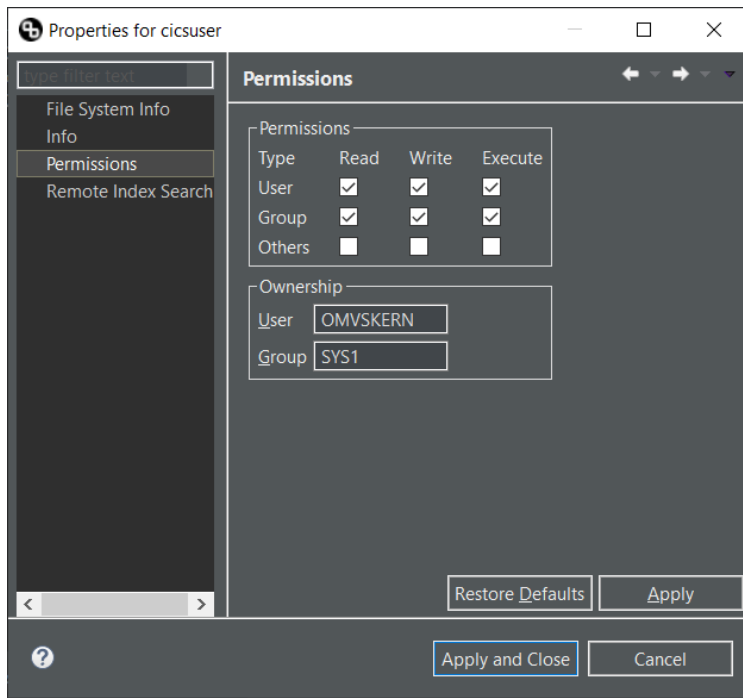 Properties for cicsuser
type filter text
Permissions
File System Info
Info
Permissions
Remote Index Search
Permissions
Type Read Write Execute
User
Group
Others
Ownership
User OMVSKERN
Group SYS1
Restore Defaults Apply
Apply and Close Cancel